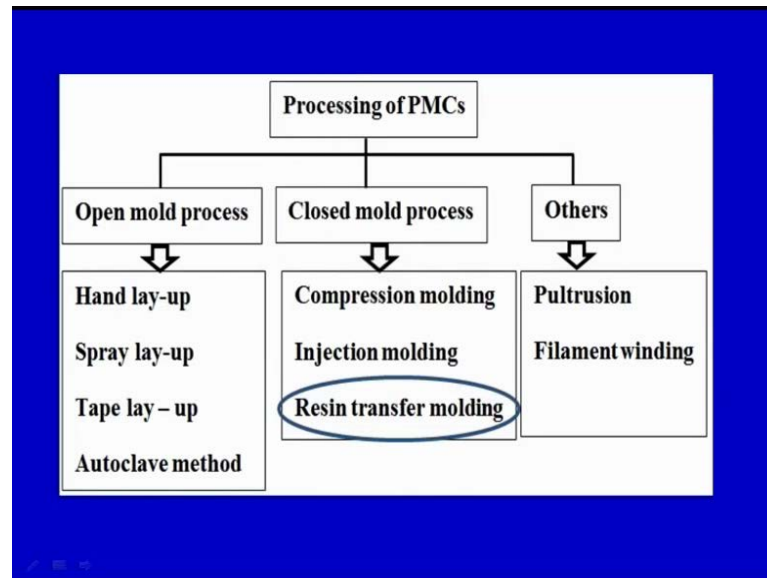 Processing of PMCs
Open mold process
Closed mold process
Others
Hand lay-up
Spray lay-up
Tape lay – up
Autoclave method
Compression molding
Injection molding
Resin transfer molding
Pultrusion
Filament winding